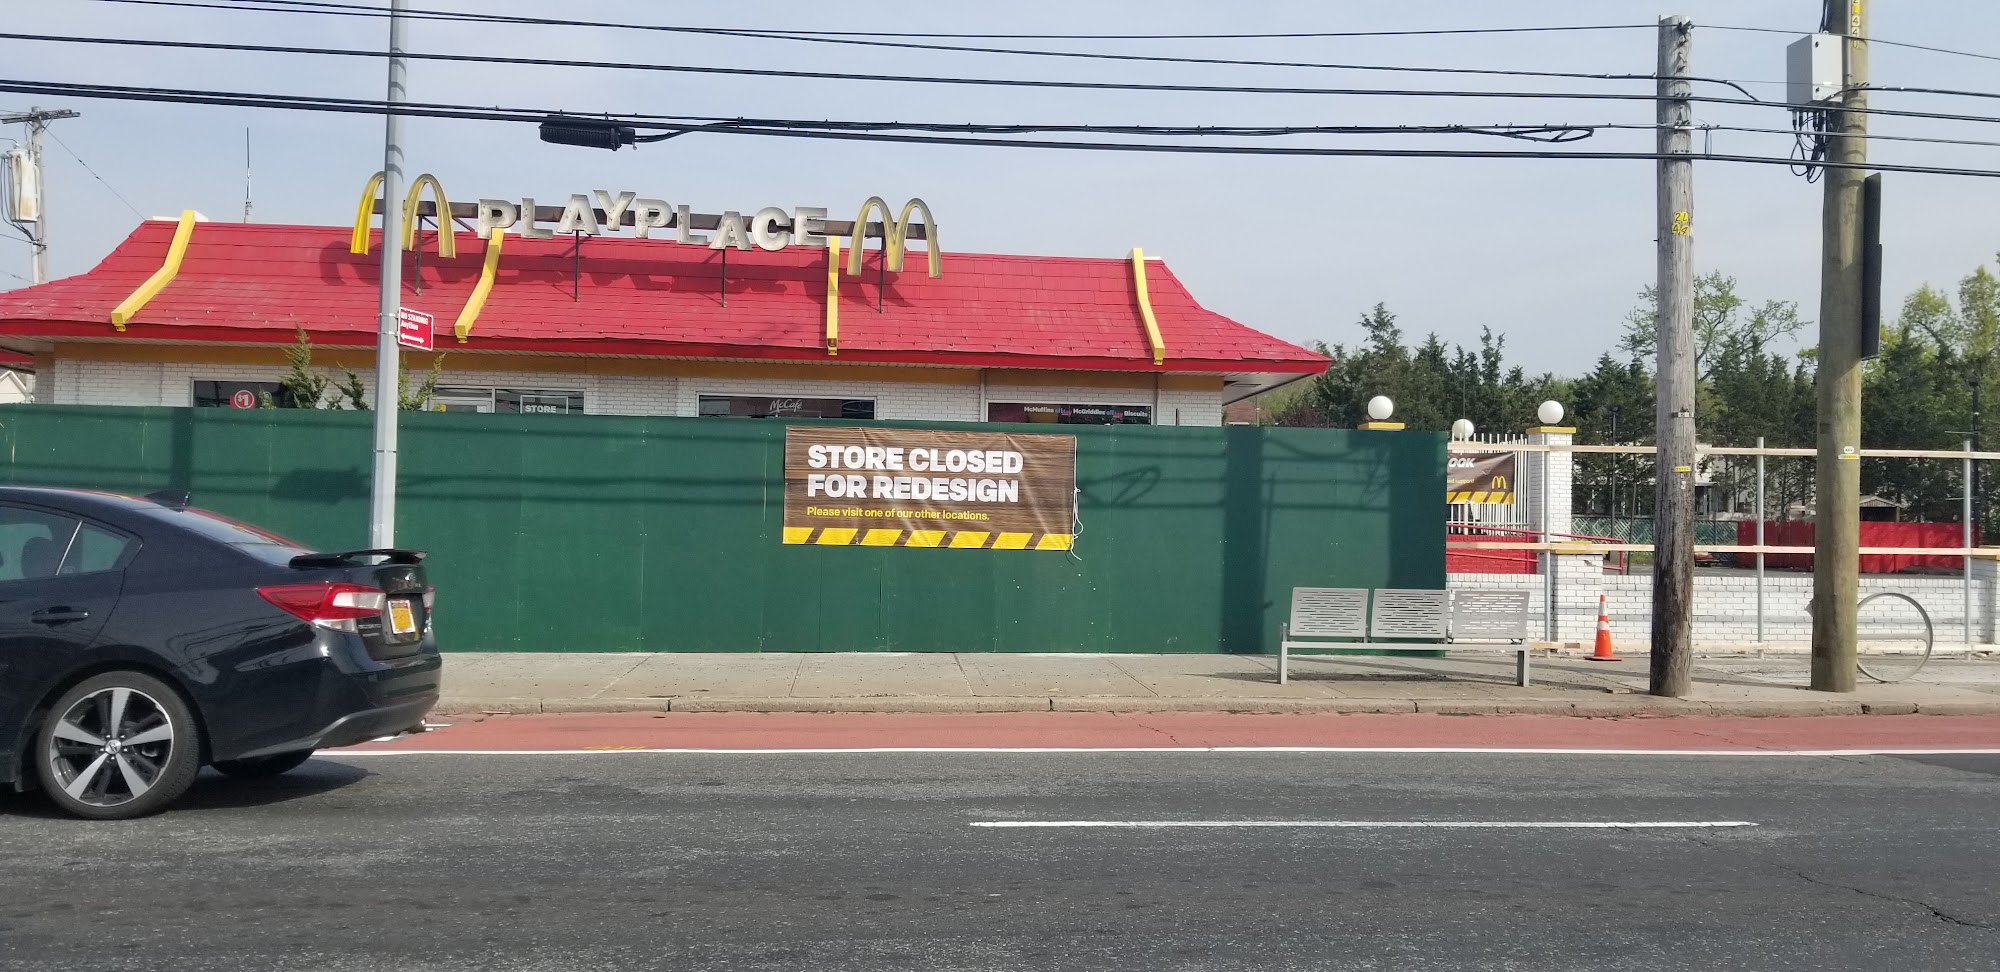 PLAYPLACE
NO STANDING
Anytime
$1
STORE
McCafé
McMuffins
McGriddles
Biscuits
STORE CLOSED
FOR REDESIGN
Please visit one of our other locations.
OOK